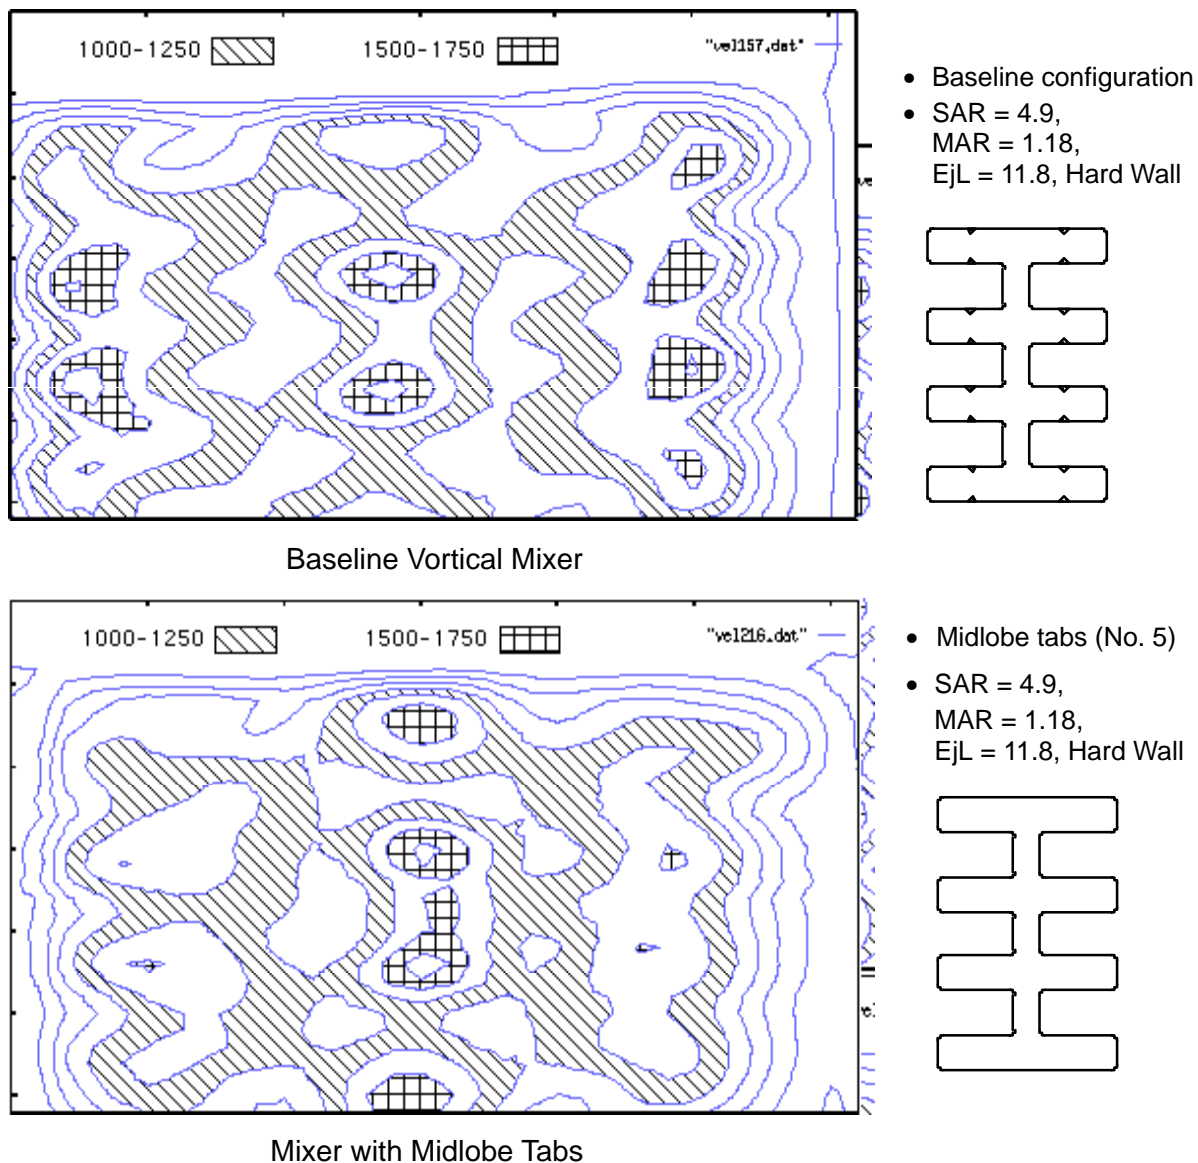 1000-1250 1500-1750 "vel157.dat"
• Baseline configuration
• SAR = 4.9,
MAR = 1.18,
EjL = 11.8, Hard Wall
Baseline Vortical Mixer
1000-1250 1500-1750 "vel216.dat"
• Midlobe tabs (No. 5)
• SAR = 4.9,
MAR = 1.18,
EjL = 11.8, Hard Wall
Mixer with Midlobe Tabs